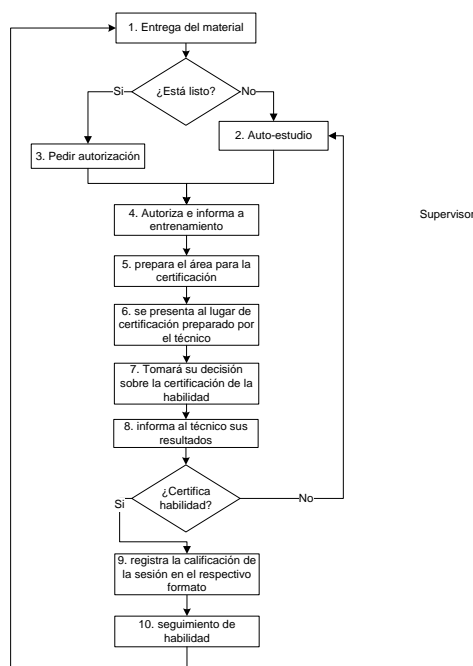 1. Entrega del material
¿Está listo?
Si
No
2. Auto-estudio
3. Pedir autorización
4. Autoriza e informa a
entrenamiento
Supervisor
5. prepara el área para la
certificación
6. se presenta al lugar de
certificación preparado por
el técnico
7. Tomará su decisión
sobre la certificación de la
habilidad
8. informa al técnico sus
resultados
¿Certifica
habilidad?
No
Si
9. registra la calificación de
la sesión en el respectivo
formato
10. seguimiento de
habilidad